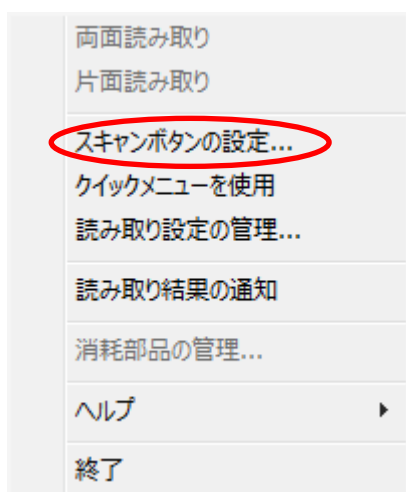 両面読み取り
片面読み取り
スキャンボタンの設定...
クイックメニューを使用
読み取り設定の管理...
読み取り結果の通知
消耗部品の管理...
ヘルプ
終了